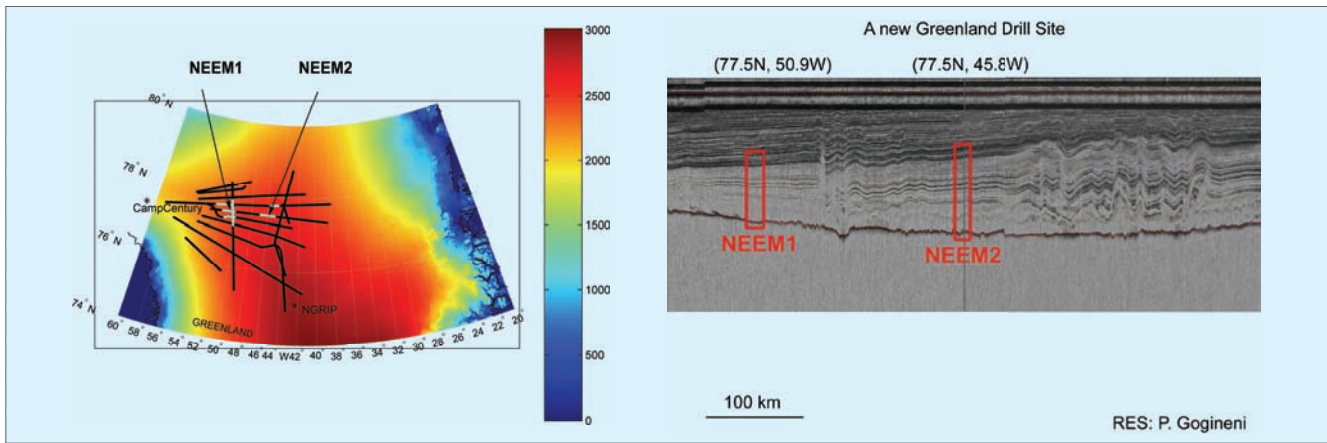 NEEM1 NEEM2
80°N
78°N
CampCentury
76°N
74°N
NGRIP
GREENLAND
60° 58° 56° 54° 52° 50° 48° 46° 44° W42° 40° 38° 36° 34° 32° 30° 28° 26° 24° 22° 20°
3000
2500
2000
1500
1000
500
0
A new Greenland Drill Site
(77.5N, 50.9W) (77.5N, 45.8W)
NEEM1
NEEM2
100 km
RES: P. Gogineni